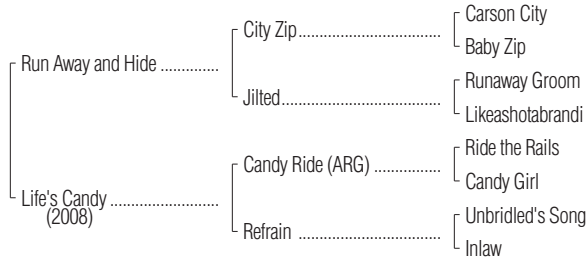 Carson City
City Zip
Baby Zip
Run Away and Hide
Runaway Groom
Jilted
Likeashotabrandi
Ride the Rails
Candy Ride (ARG)
Candy Girl
Life's Candy
(2008)
Unbridled's Song
Refrain
Inlaw